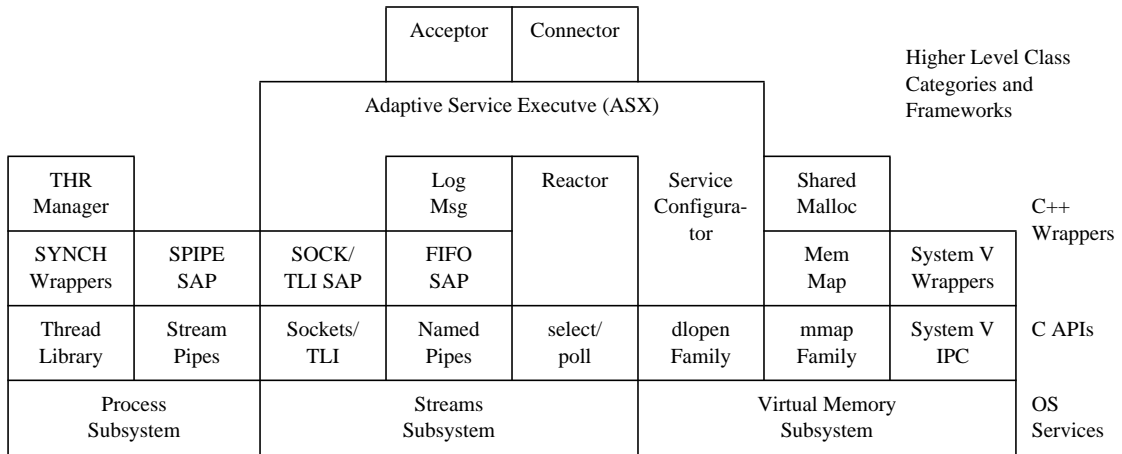 Acceptor
Connector
Higher Level Class
Categories and
Frameworks
Adaptive Service Executve (ASX)
THR
Manager
Log
Msg
Reactor
Service
Configura-
tor
Shared
Malloc
C++
Wrappers
SYNCH
Wrappers
SPIPE
SAP
SOCK/
TLI SAP
FIFO
SAP
Mem
Map
System V
Wrappers
Thread
Library
Stream
Pipes
Sockets/
TLI
Named
Pipes
select/
poll
dlopen
Family
mmap
Family
System V
IPC
C APIs
Process
Subsystem
Streams
Subsystem
Virtual Memory
Subsystem
OS
Services